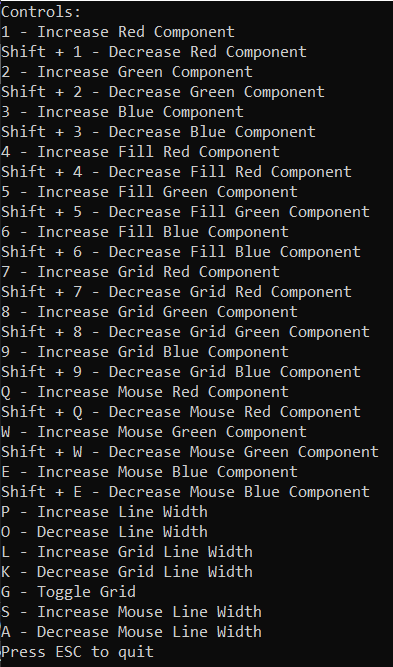 Controls:
1 - Increase Red Component
Shift + 1 - Decrease Red Component
2 - Increase Green Component
Shift + 2 - Decrease Green Component
3 - Increase Blue Component
Shift + 3 - Decrease Blue Component
4 - Increase Fill Red Component
Shift + 4 - Decrease Fill Red Component
5 - Increase Fill Green Component
Shift + 5 - Decrease Fill Green Component
6 - Increase Fill Blue Component
Shift + 6 - Decrease Fill Blue Component
7 - Increase Grid Red Component
Shift + 7 - Decrease Grid Red Component
8 - Increase Grid Green Component
Shift + 8 - Decrease Grid Green Component
9 - Increase Grid Blue Component
Shift + 9 - Decrease Grid Blue Component
Q - Increase Mouse Red Component
Shift + Q - Decrease Mouse Red Component
W - Increase Mouse Green Component
Shift + W - Decrease Mouse Green Component
E - Increase Mouse Blue Component
Shift + E - Decrease Mouse Blue Component
P - Increase Line Width
O - Decrease Line Width
L - Increase Grid Line Width
K - Decrease Grid Line Width
G - Toggle Grid
S - Increase Mouse Line Width
A - Decrease Mouse Line Width
Press ESC to quit